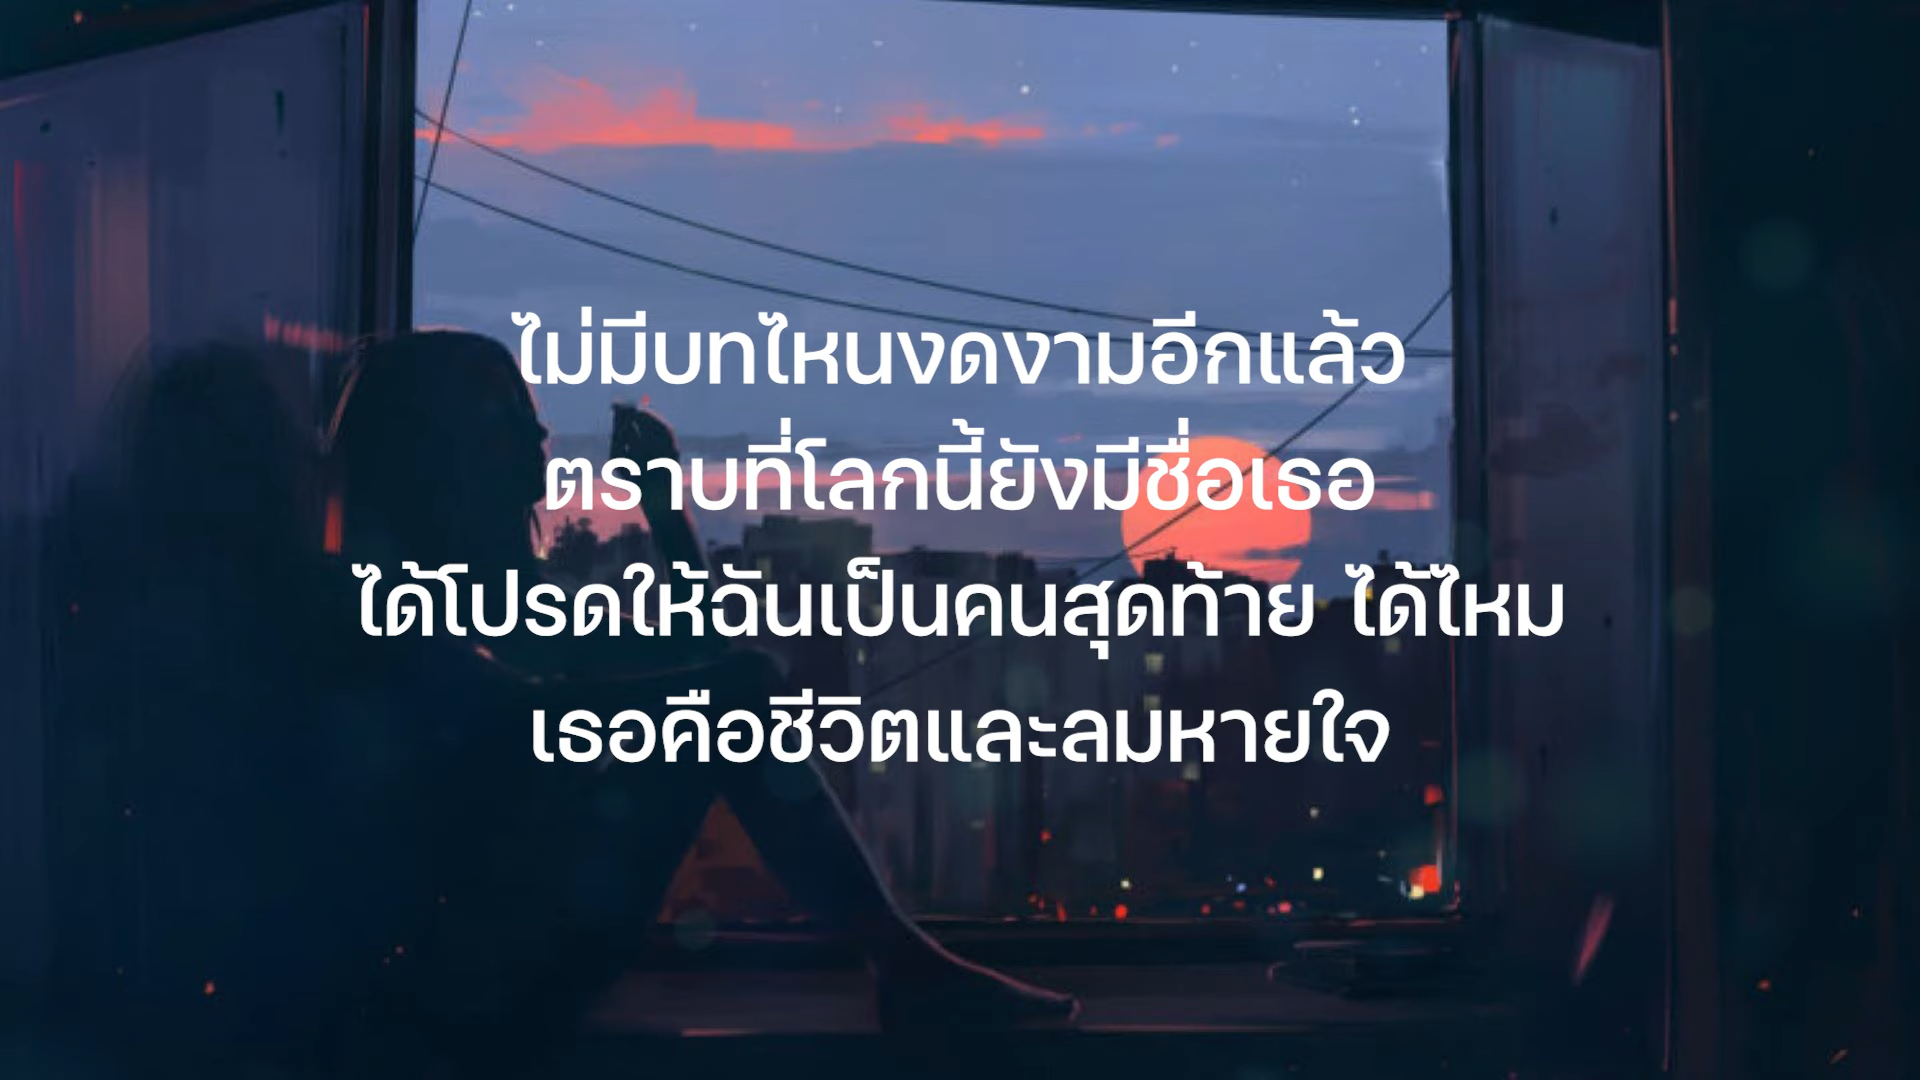 ไม่มีบทไหนงดงามอีกแล้ว
ตราบที่โลกนี้ยังมีชื่อเธอ
ได้โปรดให้ฉันเป็นคนสุดท้าย ได้ไหม
เธอคือชีวิตและลมหายใจ